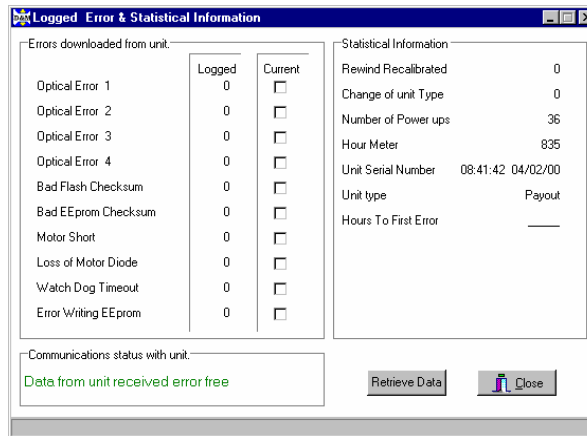 Logged Error & Statistical Information
Errors downloaded from unit.
Logged Current
Optical Error 1 0
Optical Error 2 0
Optical Error 3 0
Optical Error 4 0
Bad Flash Checksum 0
Bad EEprom Checksum 0
Motor Short 0
Loss of Motor Diode 0
Watch Dog Timeout 0
Error Writing EEprom 0
Statistical Information
Rewind Recalibrated 0
Change of unit Type 0
Number of Power ups 36
Hour Meter 835
Unit Serial Number 08:41:42 04/02/00
Unit type Payout
Hours To First Error _____
Communications status with unit.
Data from unit received error free
Retrieve Data
Close